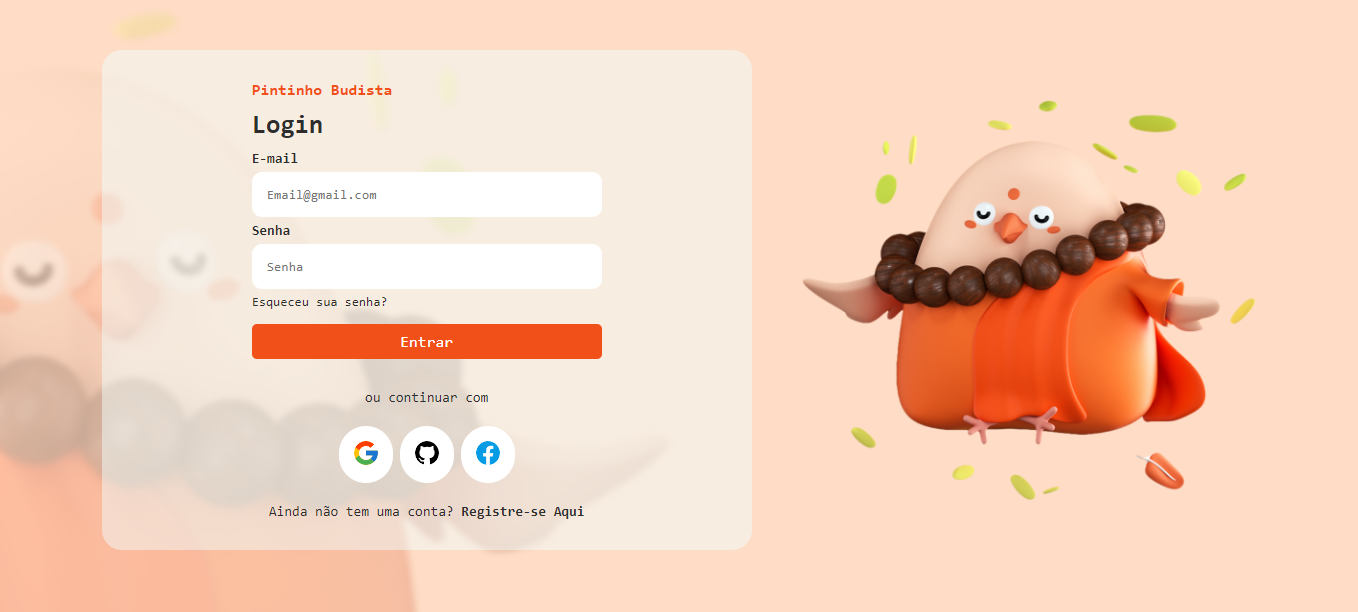 Pintinho Budista
Login
E-mail
Email@gmail.com
Senha
Senha
Esqueceu sua senha?
Entrar
ou continuar com
Ainda não tem uma conta? Registre-se Aqui